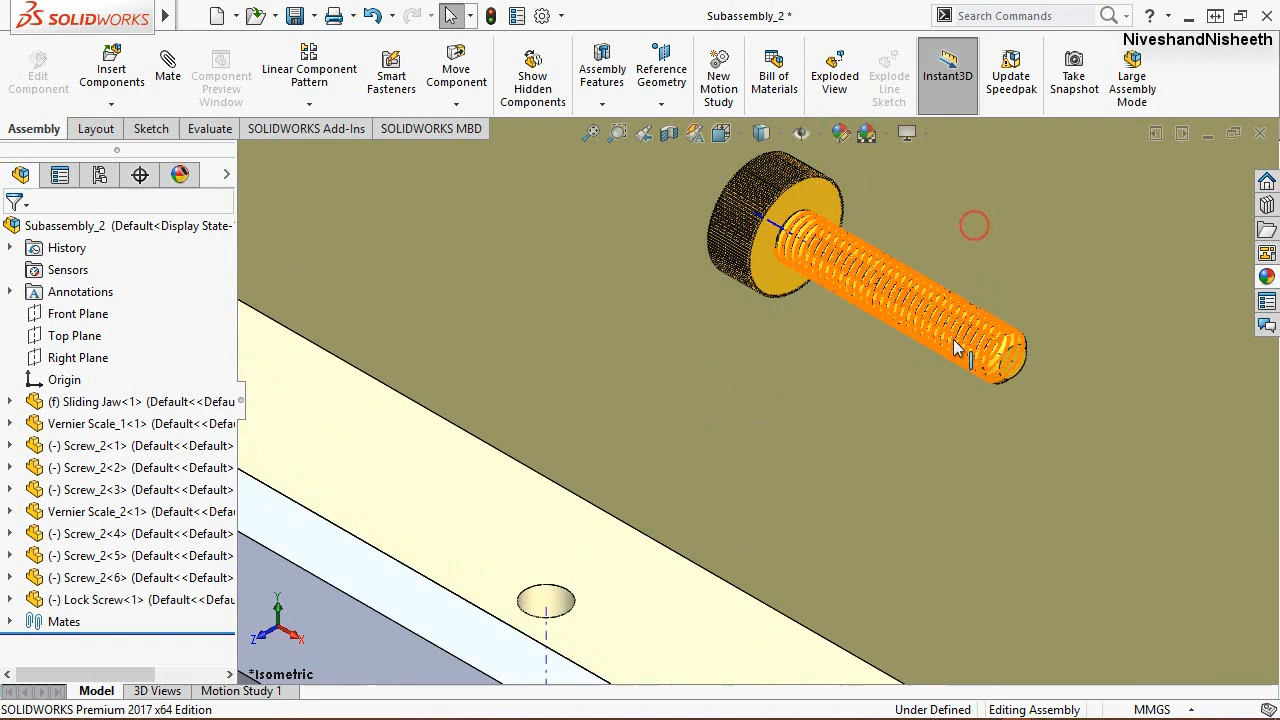 SOLIDWORKS
Subassembly_2 *
Search Commands
?
NiveshandNisheeth
Edit
Component
Insert
Components
Mate
Component
Preview
Window
Linear Component
Pattern
Smart
Fasteners
Move
Component
Show
Hidden
Components
Assembly
Features
Reference
Geometry
New
Motion
Study
Bill of
Materials
Exploded
View
Explode
Line
Sketch
Instant3D
Update
Speedpak
Take
Snapshot
Large
Assembly
Mode
Assembly
Layout
Sketch
Evaluate
SOLIDWORKS Add-Ins
SOLIDWORKS MBD
Subassembly_2 (Default<Display State-
History
Sensors
Annotations
Front Plane
Top Plane
Right Plane
Origin
(f) Sliding Jaw<1> (Default<<Defau
Vernier Scale_1<1> (Default<<Defau
(-) Screw_2<1> (Default<<Default>
(-) Screw_2<2> (Default<<Default>
(-) Screw_2<3> (Default<<Default>
Vernier Scale_2<1> (Default<<Defau
(-) Screw_2<4> (Default<<Default>
(-) Screw_2<5> (Default<<Default>
(-) Screw_2<6> (Default<<Default>
(-) Lock Screw<1> (Default<<Defau
Mates
Y
Z
X
*Isometric
Model
3D Views
Motion Study 1
SOLIDWORKS Premium 2017 x64 Edition
Under Defined
Editing Assembly
MMGS